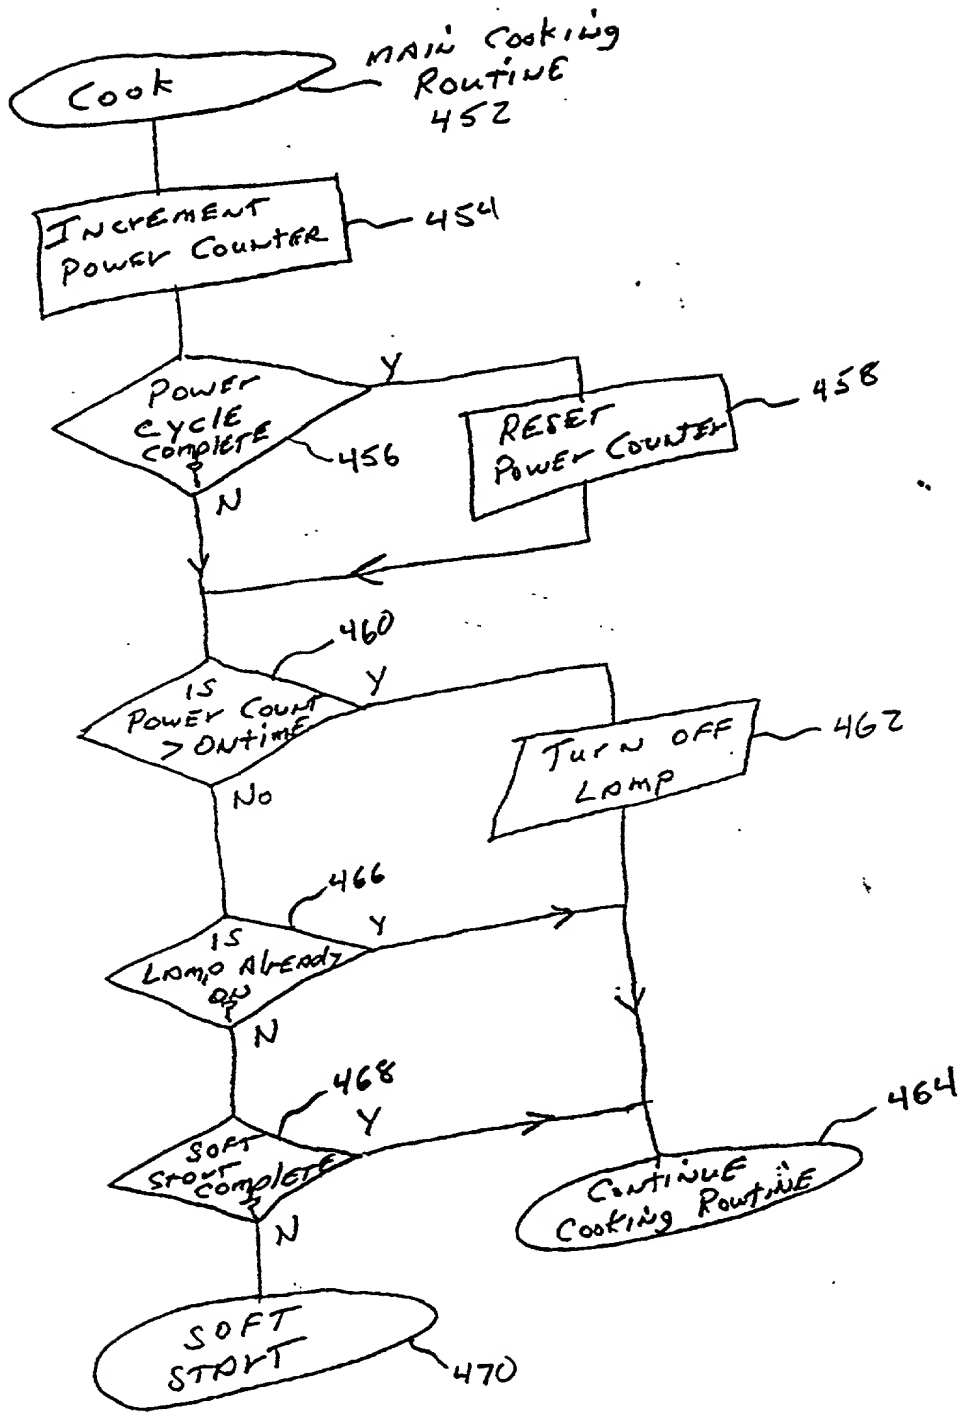 Cook
MAIN Cooking
ROUTINE
452
INCREMENT
POWER COUNTER
454
POWER
CYCLE
COMPLETE
?
456
Y
N
RESET
POWER COUNTER
458
460
IS
POWER COUNT
> ONTIME
Y
No
TURN OFF
LAMP
462
466
IS
LAMP AlREADy
ON
?
Y
N
468
SOFT
START
COMPLETE
?
Y
N
464
CONTINUE
Cooking ROUTINE
SOFT
START
470